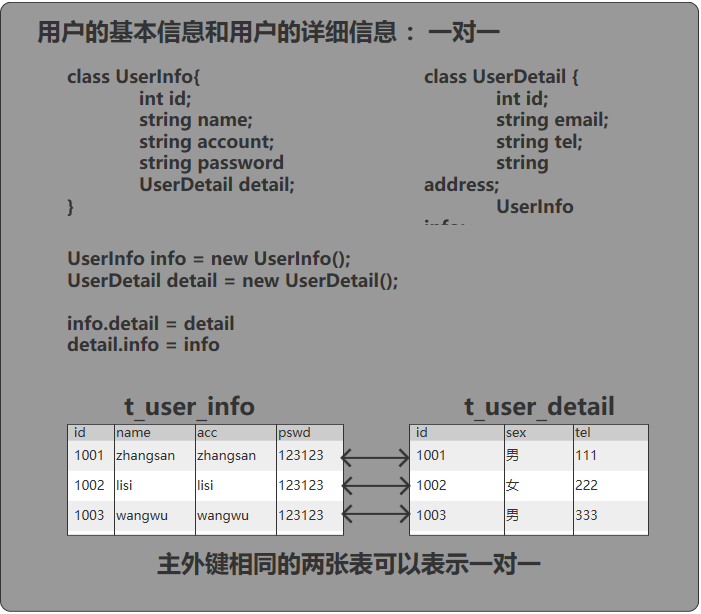 用户的基本信息和用户的详细信息： 一对一
class UserInfo{
int id;
string name;
string account;
string password
UserDetail detail;
}
class UserDetail {
int id;
string email;
string tel;
string
address;
UserInfo
info;
UserInfo info = new UserInfo();
UserDetail detail = new UserDetail();
info.detail = detail
detail.info = info
t_user_info
id name acc pswd
1001 zhangsan zhangsan 123123
1002 lisi lisi 123123
1003 wangwu wangwu 123123
t_user_detail
id sex tel
1001 男 111
1002 女 222
1003 男 333
主外键相同的两张表可以表示一对一